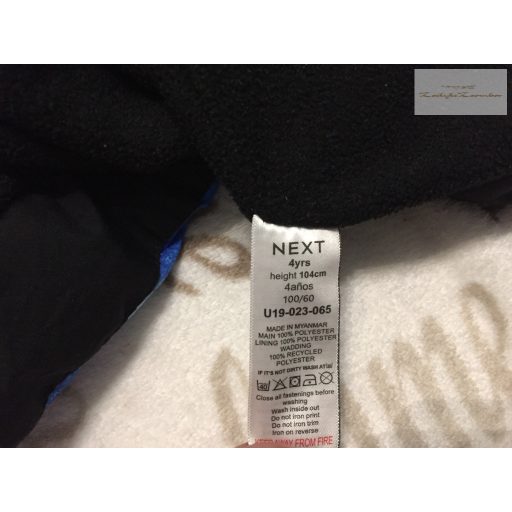 NEXT
4yrs
height 104cm
4años
100/60
U19-023-065
MADE IN MYANMAR
MAIN 100% POLYESTER
LINING 100% POLYESTER
WADDING
100% RECYCLED
POLYESTER
IF IT'S NOT DIRTY WASH AT
40
Close all fastenings before
washing
Wash inside out
Do not iron print
Do not iron trim
Iron on reverse
KEEP AWAY FROM FIRE